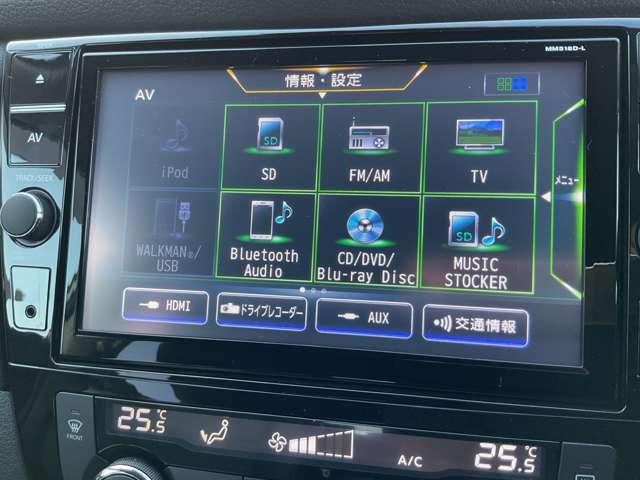 MM518D-L
情報・設定
AV
AV
TRACK/SEEK
iPod
SD
FM/AM
TV
メニュー
WALKMAN®/
USB
Bluetooth
Audio
CD/DVD/
Blu-ray Disc
SD
MUSIC
STOCKER
HDMI
ドライブレコーダー
AUX
交通情報
FRONT
25.5℃
A/C
25.5℃